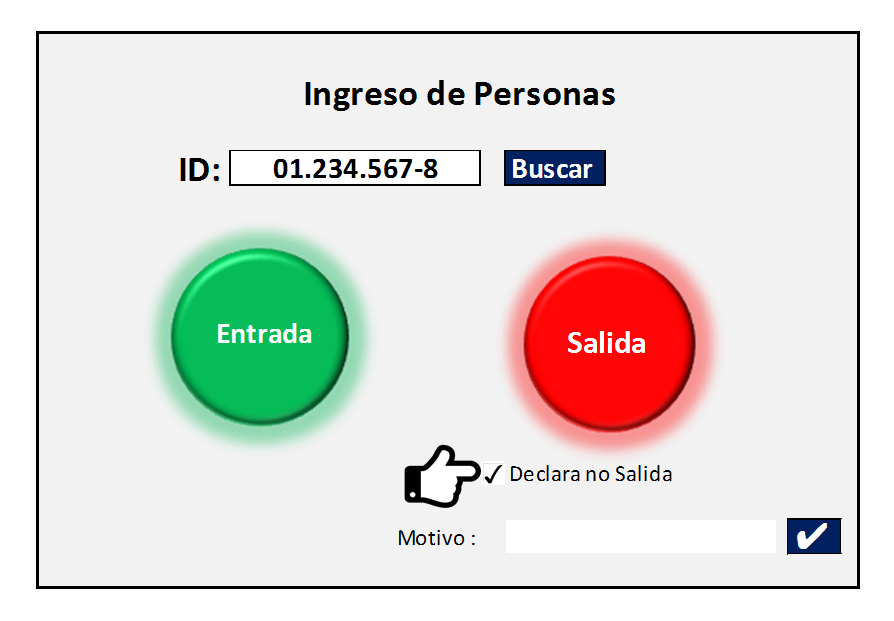 Ingreso de Personas
ID: 01.234.567-8 Buscar
Entrada
Salida
Declara no Salida
Motivo :